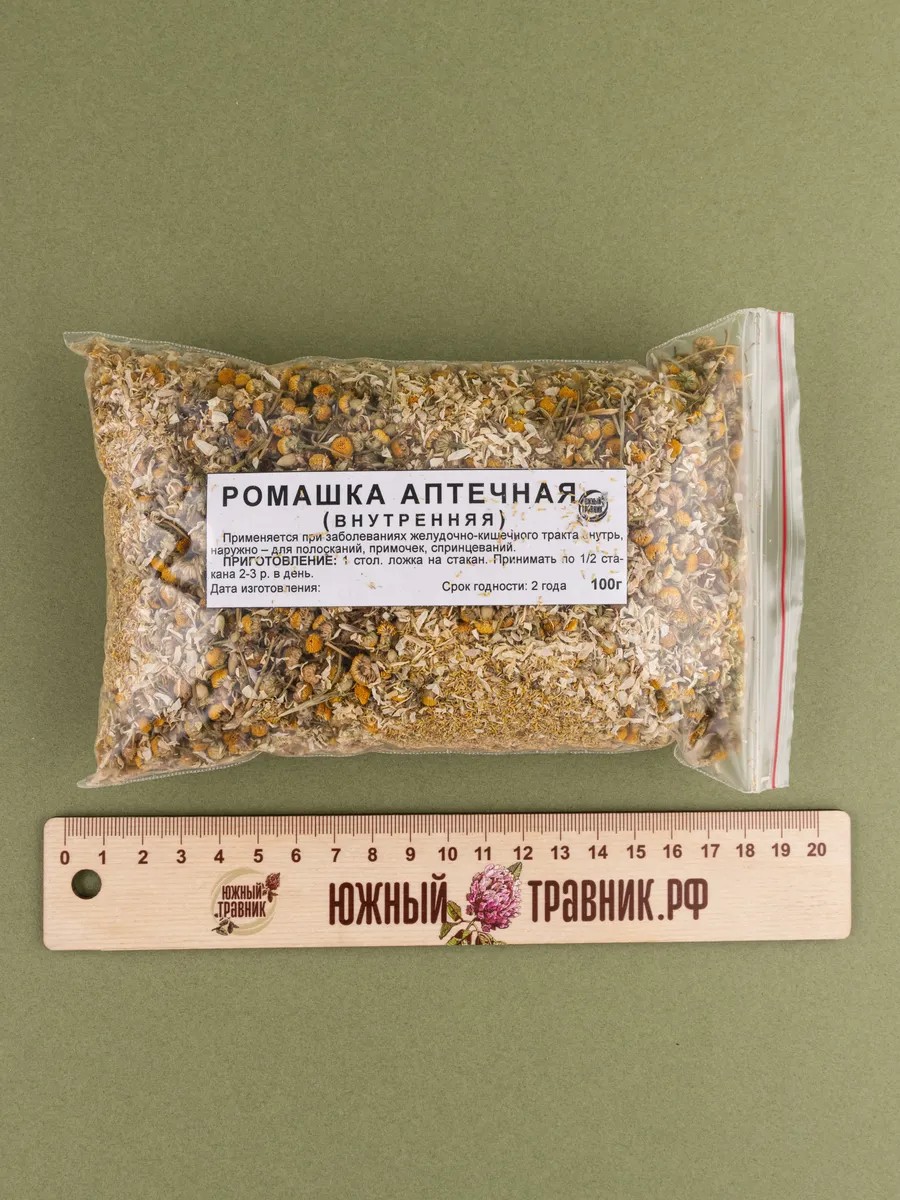 РОМАШКА АПТЕЧНАЯ
ЮЖНЫЙ
ТРАВНИК
(ВНУТРЕННЯЯ)
Применяется при заболеваниях желудочно-кишечного тракта внутрь,
наружно – для полосканий, примочек, спринцеваний.
ПРИГОТОВЛЕНИЕ: 1 стол. ложка на стакан. Принимать по 1/2 ста-
кана 2-3 р. в день.
Дата изготовления: Срок годности: 2 года 100г
0 1 2 3 4 5 6 7 8 9 10 11 12 13 14 15 16 17 18 19 20
ЮЖНЫЙ
ТРАВНИК
ЮЖНЫЙ ТРАВНИК.РФ